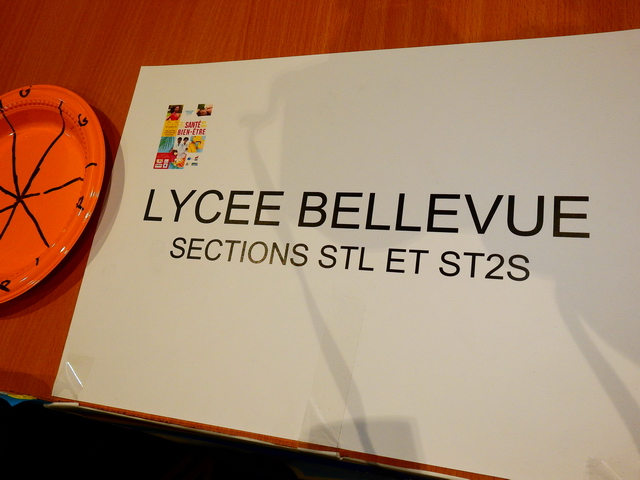 SANTÉ
BIEN-ÊTRE
LYCEE BELLEVUE
SECTIONS STL ET ST2S